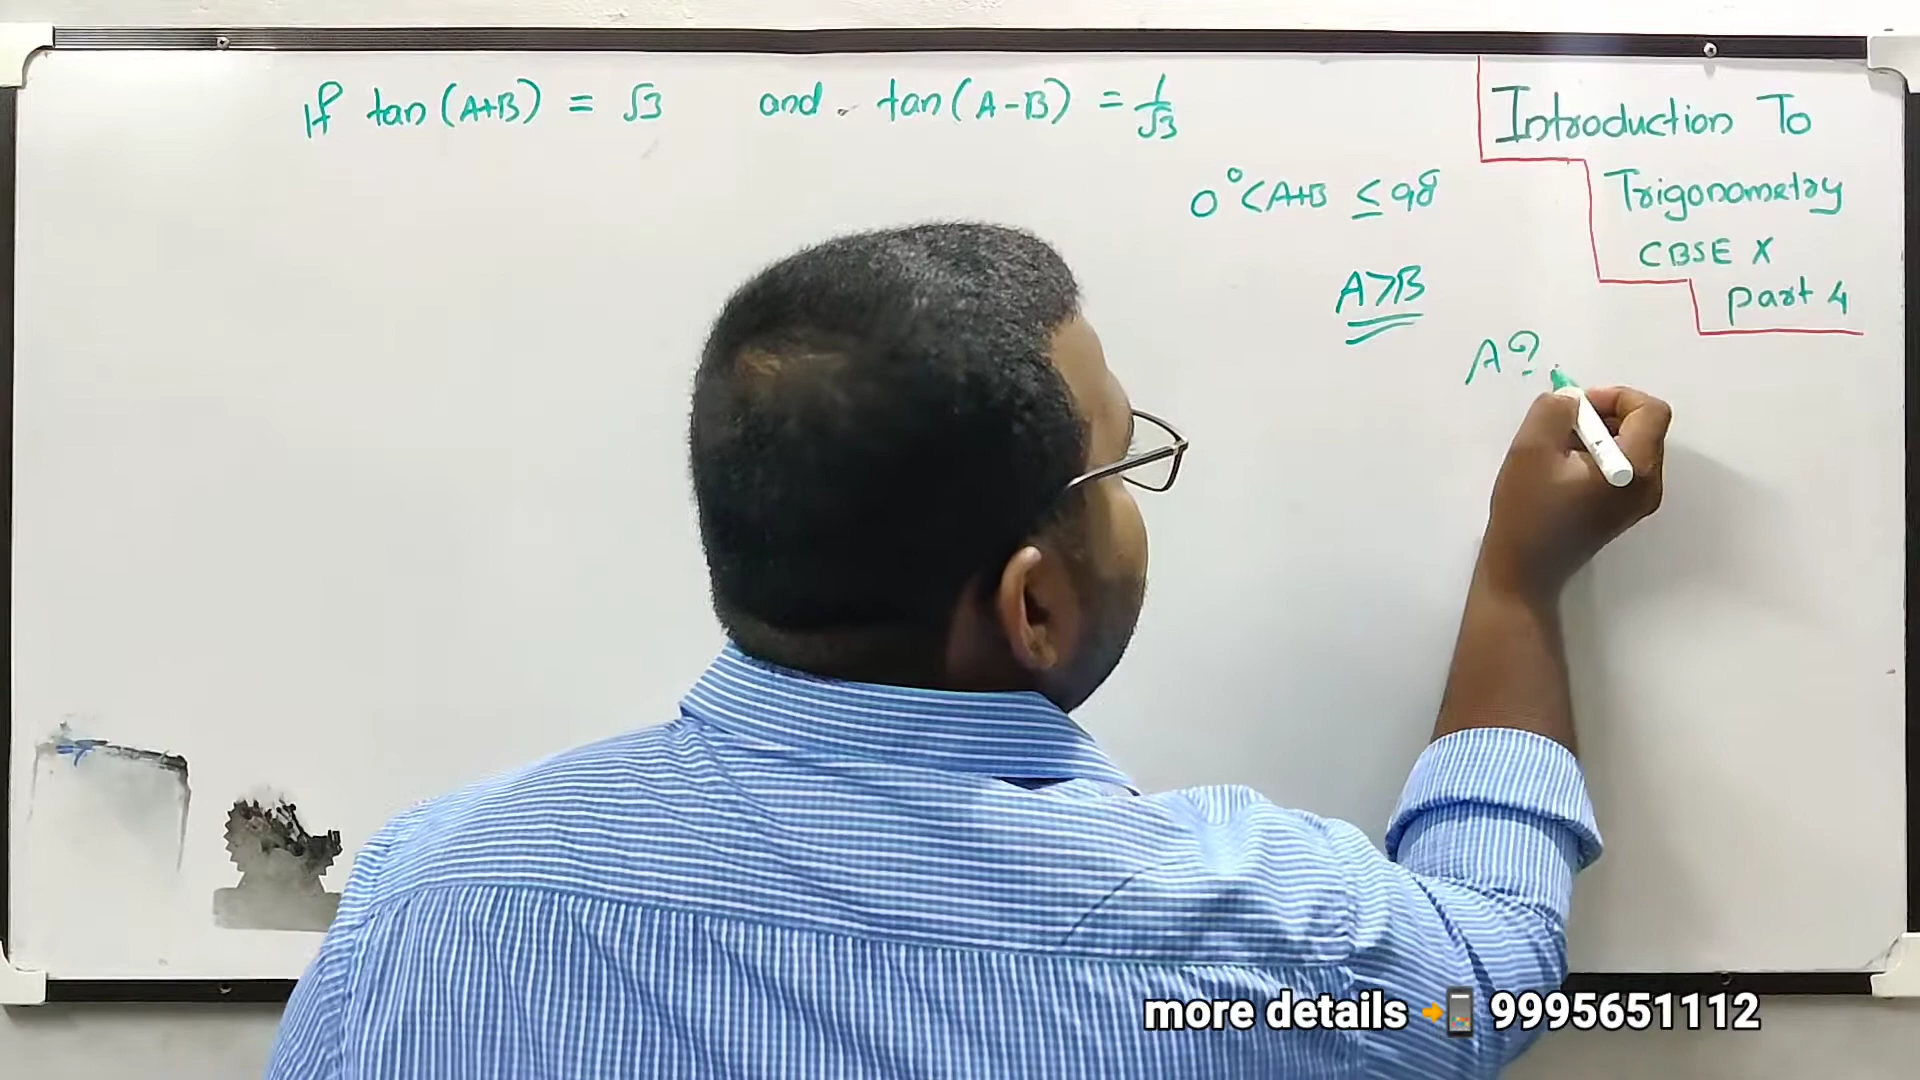 If tan(A+B) = √3 and tan(A-B) = 1/√3
0° < A+B ≤ 90°
A>B
A?
Introduction To
Trigonometry
CBSE X
part 4
more details 9995651112